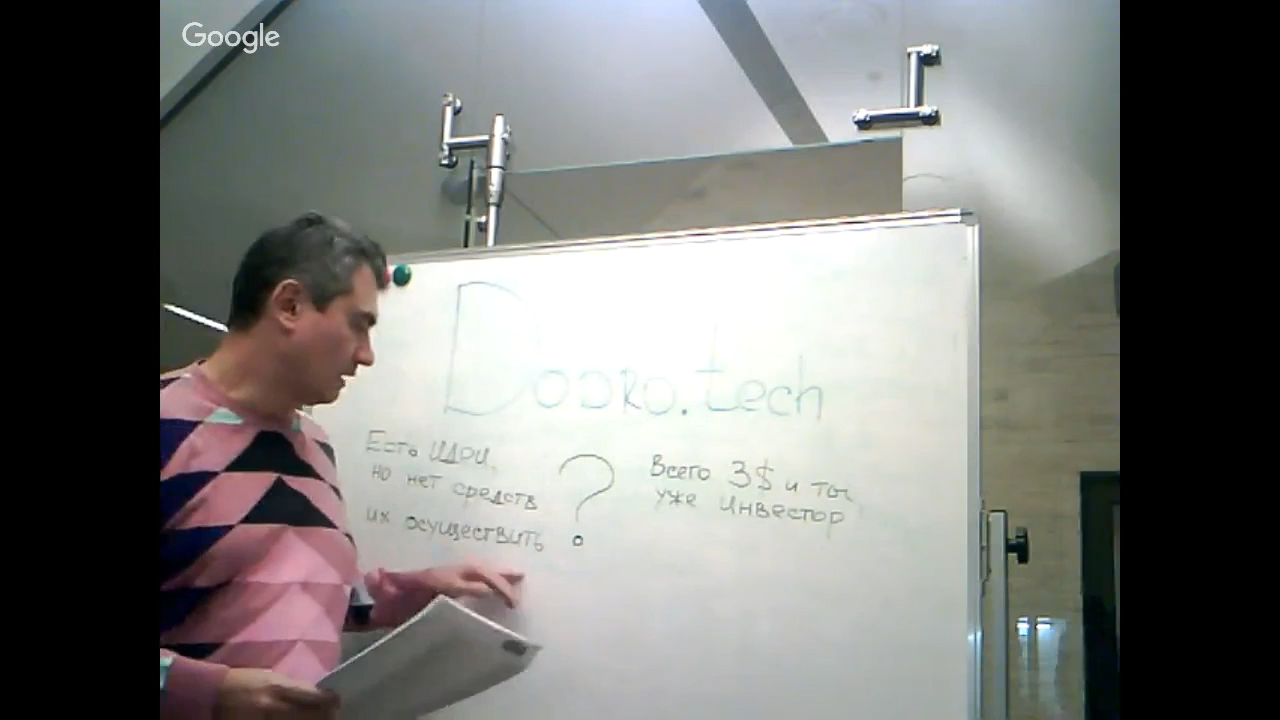 Google
Dobro.tech
Есть идеи,
но нет средств
их осуществить
?
Всего 3$ и ты
уже инвестор